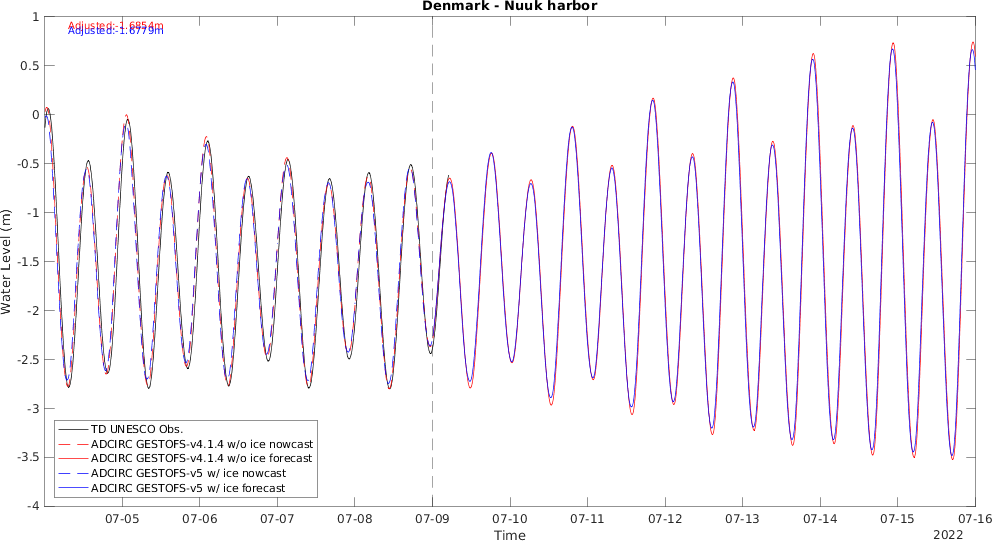 Denmark - Nuuk harbor
Adjusted:-1.6854m
Adjusted:-1.6779m
1
0.5
0
-0.5
-1
-1.5
-2
-2.5
-3
-3.5
-4
Water Level (m)
TD UNESCO Obs.
ADCIRC GESTOFS-v4.1.4 w/o ice nowcast
ADCIRC GESTOFS-v4.1.4 w/o ice forecast
ADCIRC GESTOFS-v5 w/ ice nowcast
ADCIRC GESTOFS-v5 w/ ice forecast
07-05 07-06 07-07 07-08 07-09 07-10 07-11 07-12 07-13 07-14 07-15 07-16
Time
2022